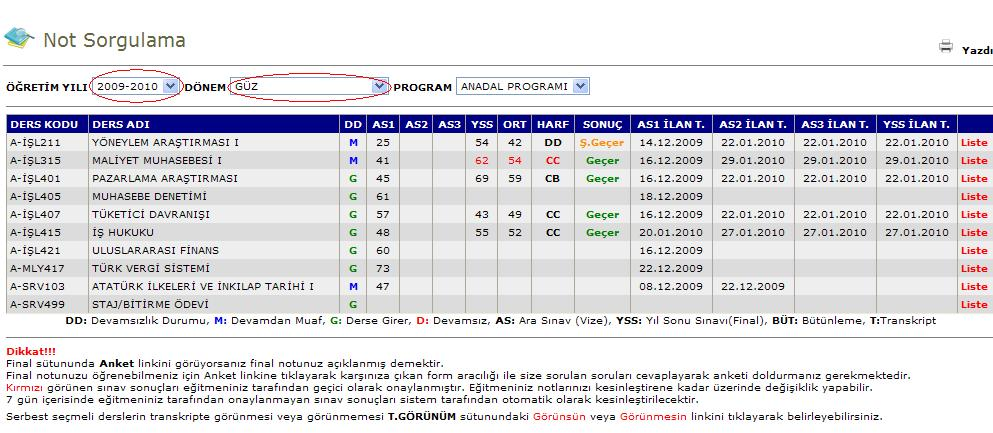 Not Sorgulama
Yazdı
ÖĞRETİM YILI 2009-2010 DÖNEM GÜZ PROGRAM ANADAL PROGRAMI
DERS KODU DERS ADI DD AS1 AS2 AS3 YSS ORT HARF SONUÇ AS1 İLAN T. AS2 İLAN T. AS3 İLAN T. YSS İLAN T.
A-İŞL211 YÖNEYLEM ARAŞTIRMASI I M 25 54 42 DD Ş.Geçer 14.12.2009 22.01.2010 22.01.2010 22.01.2010 Liste
A-İŞL315 MALİYET MUHASEBESİ I M 41 62 54 CC Geçer 16.12.2009 29.01.2010 29.01.2010 29.01.2010 Liste
A-İŞL401 PAZARLAMA ARAŞTIRMASI G 45 69 59 CB Geçer 16.12.2009 22.01.2010 22.01.2010 22.01.2010 Liste
A-İŞL405 MUHASEBE DENETİMİ G 61 18.12.2009 Liste
A-İŞL407 TÜKETİCİ DAVRANIŞI G 57 43 49 CC Geçer 16.12.2009 22.01.2010 22.01.2010 22.01.2010 Liste
A-İŞL415 İŞ HUKUKU G 48 55 52 CC Geçer 20.01.2010 27.01.2010 27.01.2010 27.01.2010 Liste
A-İŞL421 ULUSLARARASI FİNANS G 60 16.12.2009 Liste
A-MLY417 TÜRK VERGİ SİSTEMİ G 73 22.12.2009 Liste
A-SRV103 ATATÜRK İLKELERİ VE İNKILAP TARİHİ I M 47 08.12.2009 22.12.2009 Liste
A-SRV499 STAJ/BİTİRME ÖDEVİ G Liste
DD: Devamsızlık Durumu, M: Devamdan Muaf, G: Derse Girer, D: Devamsız, AS: Ara Sınav (Vize), YSS: Yıl Sonu Sınavı(Final), BÜT: Bütünleme, T:Transkript
Dikkat!!!
Final sütununda Anket linkini görüyorsanız final notunuz açıklanmış demektir.
Final notunuzu öğrenebilmeniz için Anket linkine tıklayarak karşınıza çıkan form aracılığı ile size sorulan soruları cevaplayarak anketi doldurmanız gerekmektedir.
Kırmızı görünen sınav sonuçları eğitmeniniz tarafından geçici olarak onaylanmıştır. Eğitmeniniz notlarınızı kesinleştirene kadar üzerinde değişiklik yapabilir.
7 gün içerisinde eğitmeniniz tarafından onaylanmayan sınav sonuçları sistem tarafından otomatik olarak kesinleştirilecektir.
Serbest seçmeli derslerin transkripte görünmesi veya görünmemesi T.GÖRÜNÜM sütunundaki Görünsün veya Görünmesin linkini tıklayarak belirleyebilirsiniz.